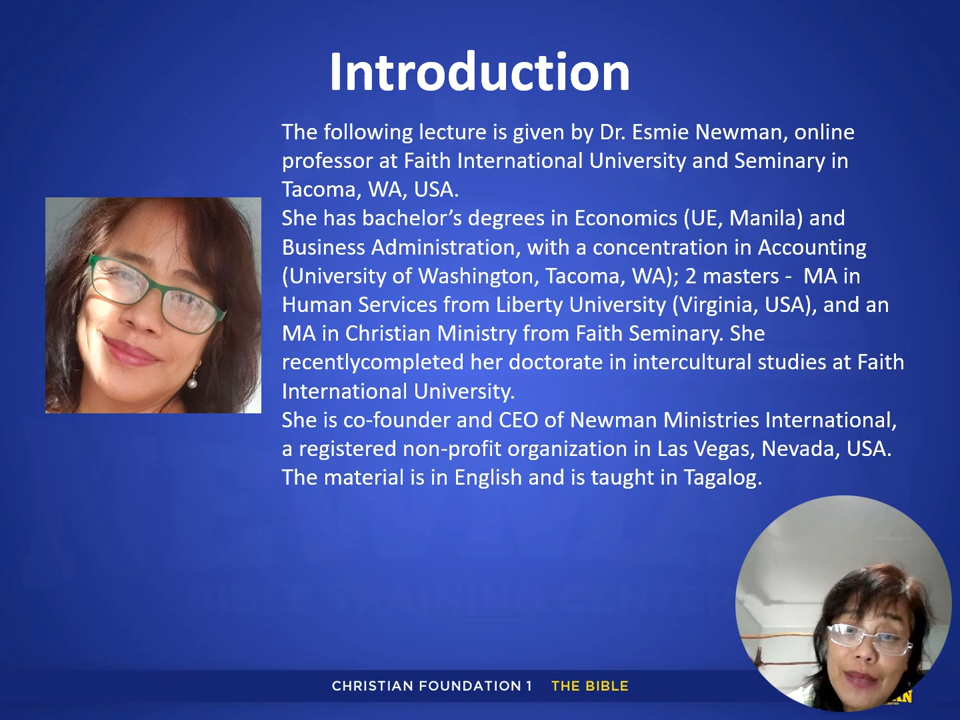 Introduction
The following lecture is given by Dr. Esmie Newman, online
professor at Faith International University and Seminary in
Tacoma, WA, USA.
She has bachelor’s degrees in Economics (UE, Manila) and
Business Administration, with a concentration in Accounting
(University of Washington, Tacoma, WA); 2 masters -  MA in
Human Services from Liberty University (Virginia, USA), and an
MA in Christian Ministry from Faith Seminary. She
recentlycompleted her doctorate in intercultural studies at Faith
International University.
She is co-founder and CEO of Newman Ministries International,
a registered non-profit organization in Las Vegas, Nevada, USA.
The material is in English and is taught in Tagalog.
CHRISTIAN FOUNDATION 1 THE BIBLE